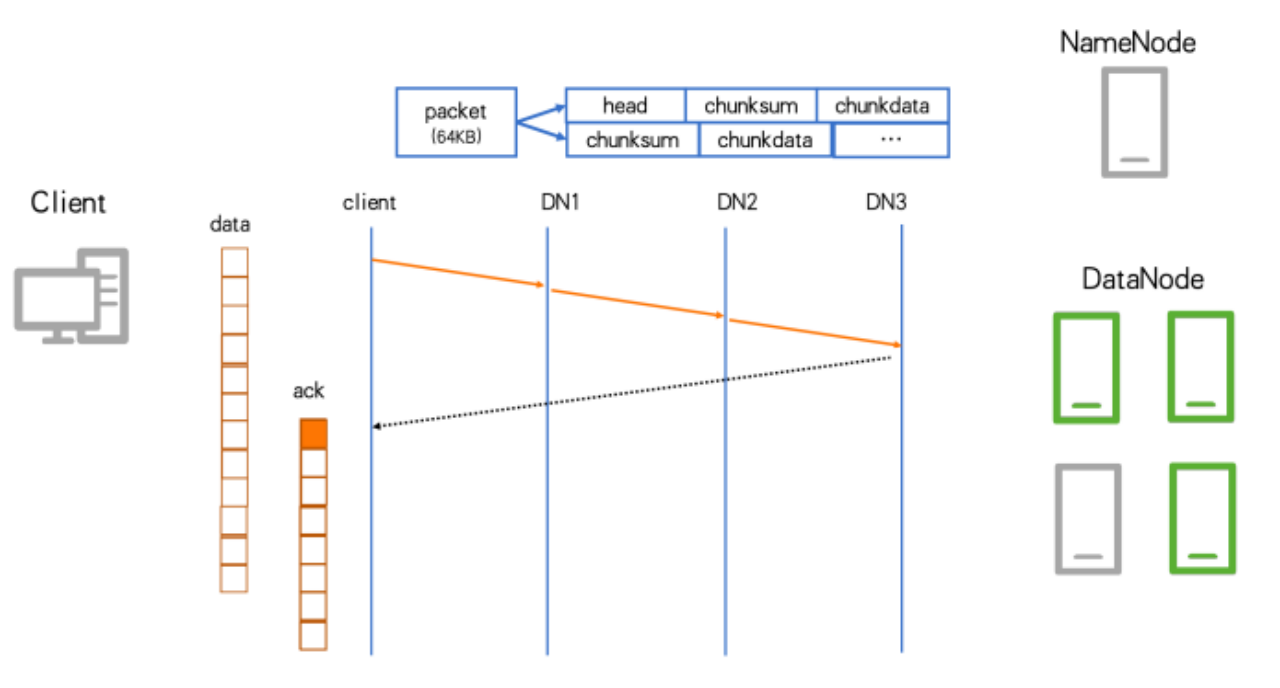 NameNode
packet
(64KB)
head
chunksum
chunkdata
chunksum
chunkdata
...
Client
data
client
DN1
DN2
DN3
DataNode
ack